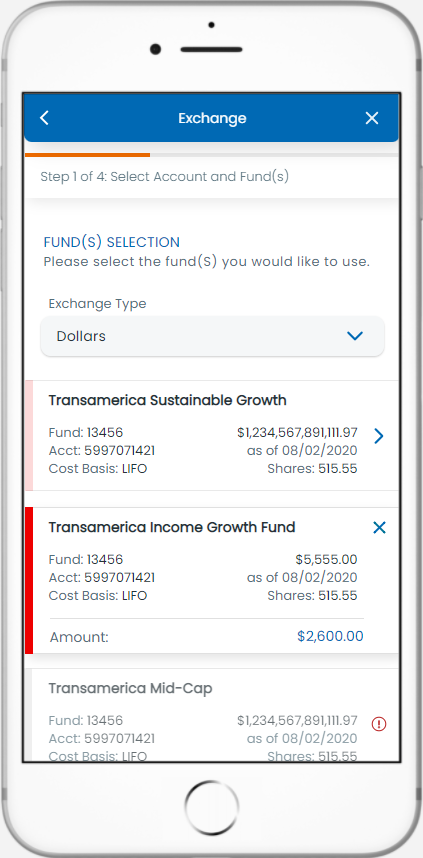 Exchange
Step 1 of 4: Select Account and Fund(s)
FUND(S) SELECTION
Please select the fund(S) you would like to use.
Exchange Type
Dollars
Transamerica Sustainable Growth
Fund: 13456 $1,234,567,891,111.97
Acct: 5997071421 as of 08/02/2020
Cost Basis: LIFO Shares: 515.55
Transamerica Income Growth Fund
Fund: 13456 $5,555.00
Acct: 5997071421 as of 08/02/2020
Cost Basis: LIFO Shares: 515.55
Amount: $2,600.00
Transamerica Mid-Cap
Fund: 13456 $1,234,567,891,111.97
Acct: 5997071421 as of 08/02/2020
Cost Basis: LIFO Shares: 515.55